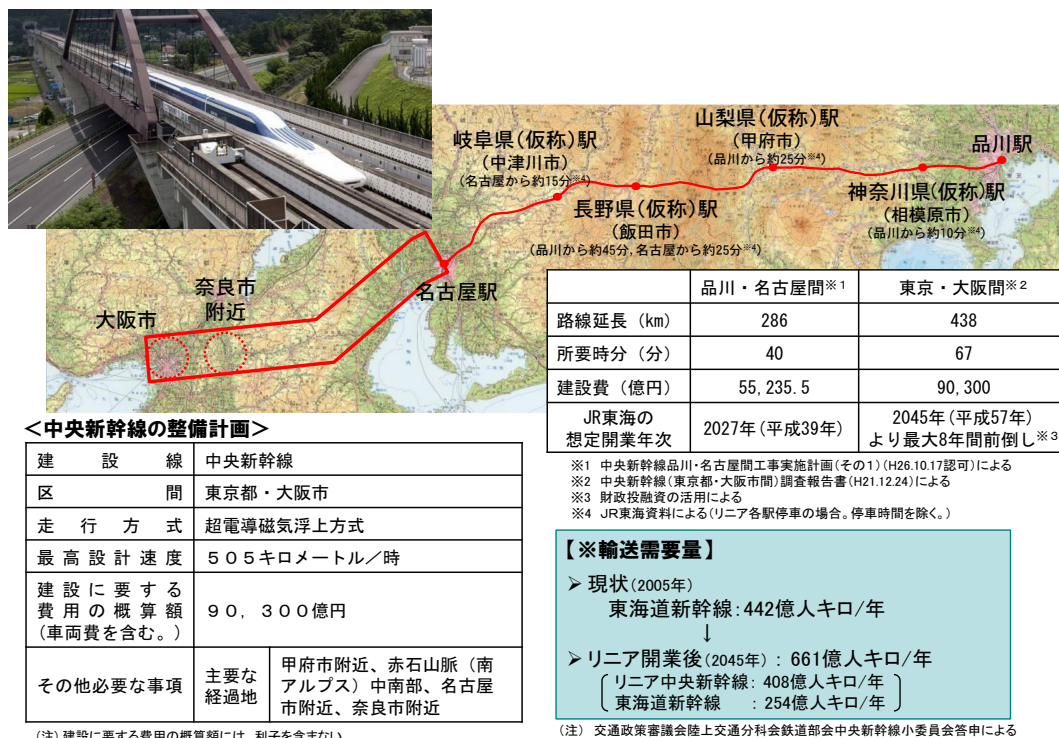 岐阜県(仮称)駅
(中津川市)
(名古屋から約15分※4)
山梨県(仮称)駅
(甲府市)
(品川から約25分※4)
品川駅
長野県(仮称)駅
(飯田市)
(品川から約45分,名古屋から約25分※4)
神奈川県(仮称)駅
(相模原市)
(品川から約10分※4)
名古屋駅
奈良市
附近
大阪市
品川・名古屋間※1 東京・大阪間※2
路線延長(km) 286 438
所要時分(分) 40 67
建設費(億円) 55,235.5 90,300
JR東海の
想定開業年次 2027年(平成39年) 2045年(平成57年)
より最大8年間前倒し※3
※1 中央新幹線品川・名古屋間工事実施計画(その1)(H26.10.17認可)による
※2 中央新幹線(東京都・大阪市間)調査報告書(H21.12.24)による
※3 財政投融資の活用による
※4 JR東海資料による(リニア各駅停車の場合。停車時間を除く。)
<中央新幹線の整備計画>
建設線 中央新幹線
区間 東京都・大阪市
走行方式 超電導磁気浮上方式
最高設計速度 505キロメートル/時
建設に要する
費用の概算額
(車両費を含む。) 90,300億円
その他必要な事項 主要な
経過地 甲府市附近、赤石山脈(南
アルプス)中南部、名古屋
市附近、奈良市附近
(注)建設に要する費用の概算額には、利子を含まない
【※輸送需要量】
➢ 現状(2005年)
東海道新幹線:442億人キロ/年
↓
➢ リニア開業後(2045年):661億人キロ/年
リニア中央新幹線:408億人キロ/年
東海道新幹線 :254億人キロ/年
(注) 交通政策審議会陸上交通分科会鉄道部会中央新幹線小委員会答申による